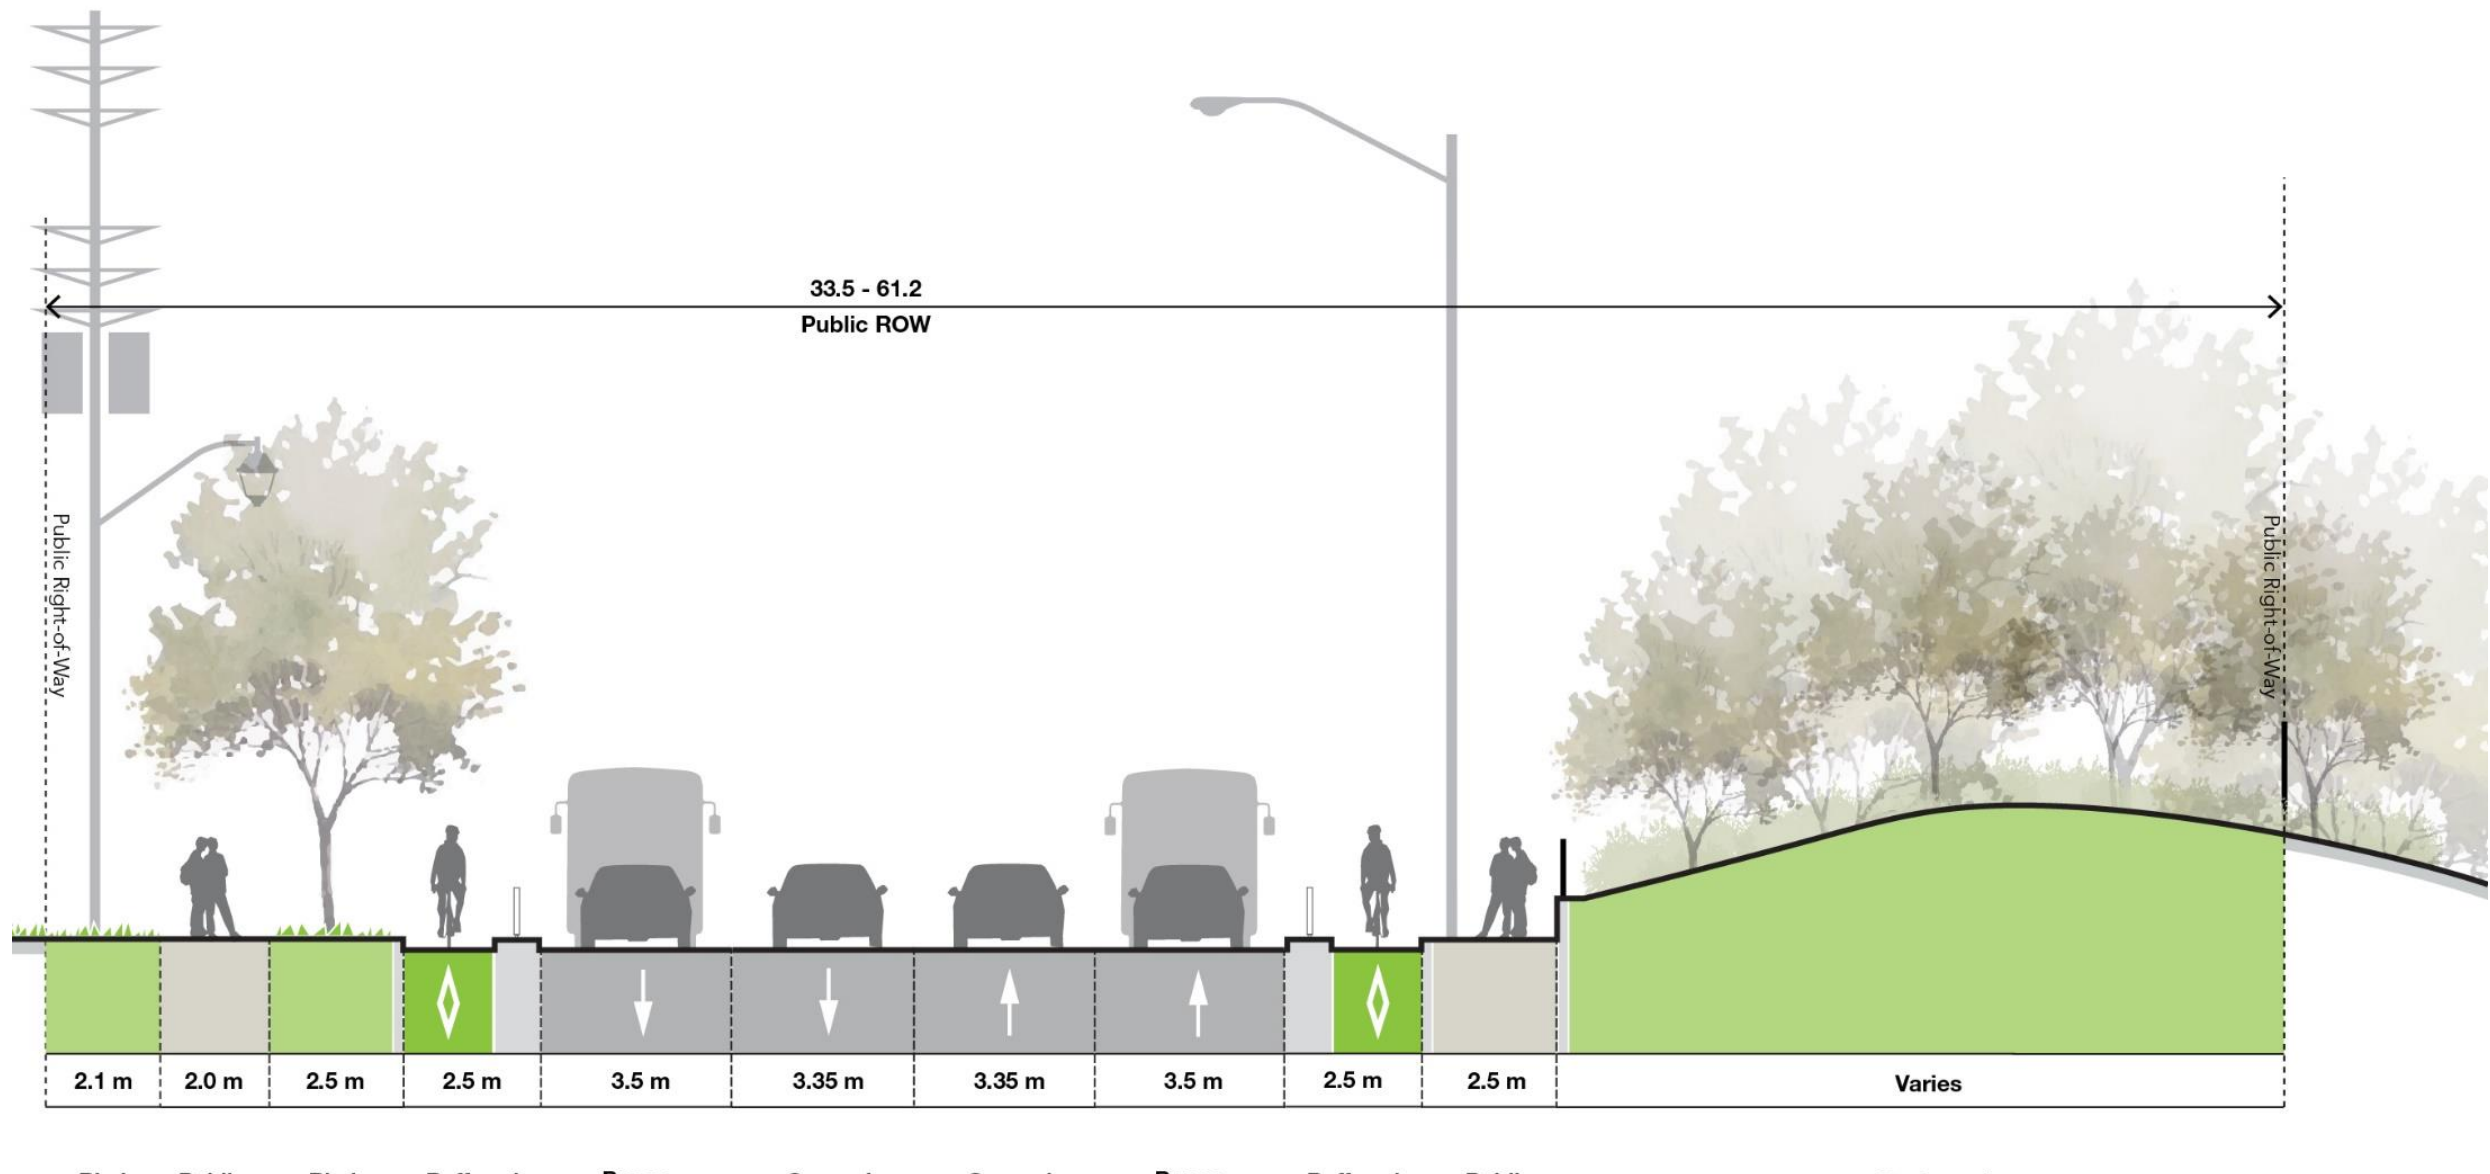 33.5 - 61.2
Public ROW
Public Right-of-Way
Public Right-of-Way
2.1 m
2.0 m
2.5 m
2.5 m
3.5 m
3.35 m
3.35 m
3.5 m
2.5 m
2.5 m
Varies